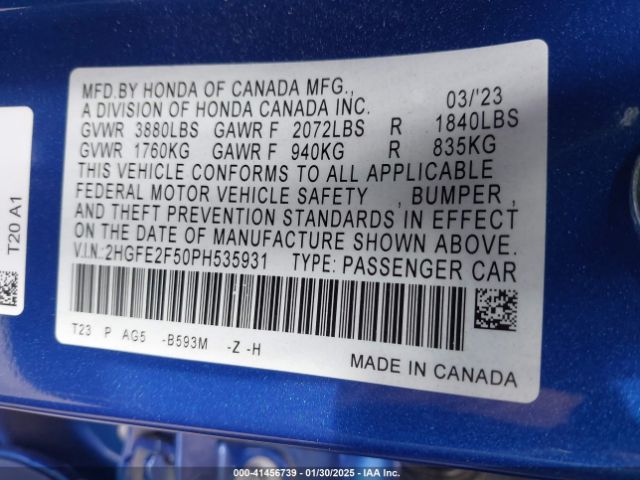 MFD.BY HONDA OF CANADA MFG.,
A DIVISION OF HONDA CANADA INC. 03/'23
GVWR 3880LBS GAWR F 2072LBS R 1840LBS
GVWR 1760KG GAWR F 940KG R 835KG
THIS VEHICLE CONFORMS TO ALL APPLICABLE
FEDERAL MOTOR VEHICLE SAFETY , BUMPER ,
AND THEFT PREVENTION STANDARDS IN EFFECT
ON THE DATE OF MANUFACTURE SHOWN ABOVE.
V.I.N.:2HGFE2F50PH535931 TYPE: PASSENGER CAR
T23 P AG5 -B593M -Z -H
MADE IN CANADA
T20 A1
000-41456739 - 01/30/2025 - IAA Inc.